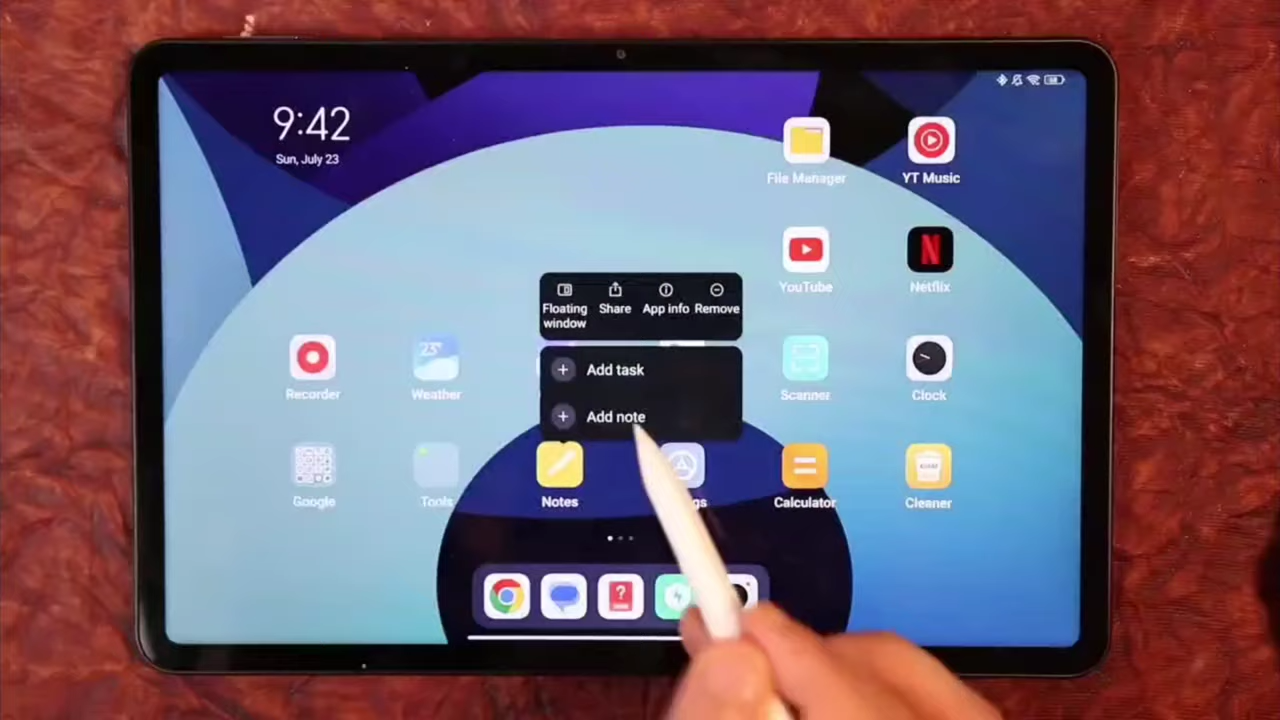 9:42
Sun, July 23
File Manager
YT Music
YouTube
Netflix
Floating window
Share
App info
Remove
Add task
Add note
Recorder
23°
Weather
Scanner
Clock
Google
Tools
Notes
Calculator
Cleaner